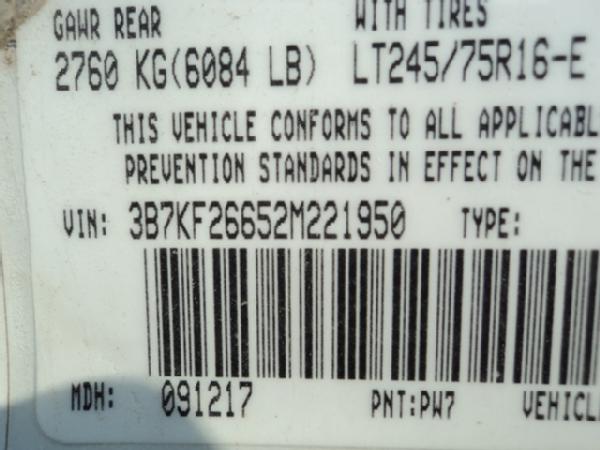 GAWR REAR WITH TIRES
2760 KG(6084 LB) LT245/75R16-E
THIS VEHICLE CONFORMS TO ALL APPLICABL
PREVENTION STANDARDS IN EFFECT ON THE
VIN: 3B7KF26652M221950 TYPE:
MDH: 091217 PNT:PW7 VEHICL